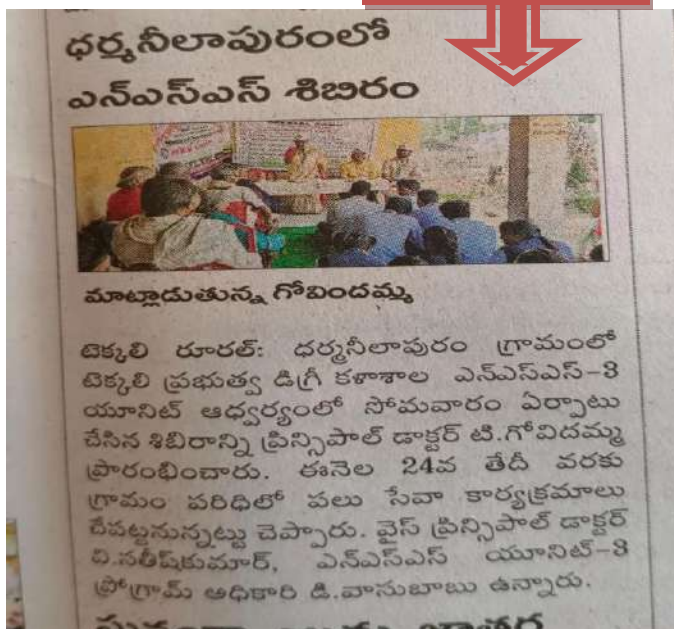 ధర్మనీలాపురంలో
ఎన్ఎస్ఎస్ శిబిరం
మాట్లాడుతున్న గోవిందమ్మ
టెక్కలి రూరల్: ధర్మనీలాపురం గ్రామంలో
టెక్కలి ప్రభుత్వ డిగ్రీ కళాశాల ఎన్ఎస్ఎస్-3
యూనిట్ ఆధ్వర్యంలో సోమవారం ఏర్పాటు
చేసిన శిబిరాన్ని ప్రిన్సిపాల్ డాక్టర్ టి.గోవిదమ్మ
ప్రారంభించారు. ఈనెల 24వ తేదీ వరకు
గ్రామం పరిధిలో పలు సేవా కార్యక్రమాలు
చేపట్టనున్నట్టు చెప్పారు. వైస్ ప్రిన్సిపాల్ డాక్టర్
వి.సతీష్‌కుమార్, ఎన్ఎస్ఎస్ యూనిట్-3
ప్రోగ్రామ్ అధికారి డి.వాసుబాబు ఉన్నారు.